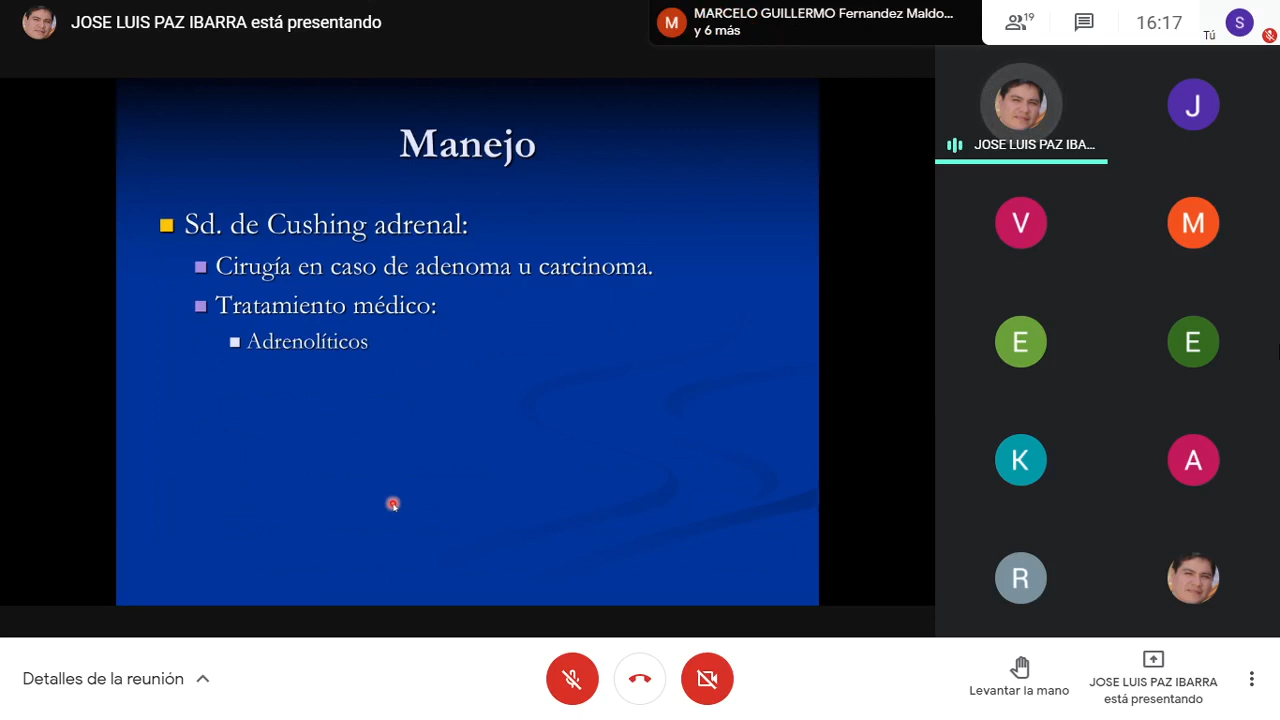 JOSE LUIS PAZ IBARRA está presentando
MARCELO GUILLERMO Fernandez Maldo...
y 6 más
19
16:17
Tú
S
Manejo
Sd. de Cushing adrenal:
Cirugía en caso de adenoma u carcinoma.
Tratamiento médico:
Adrenolíticos
M
JOSE LUIS PAZ IBA...
J
V
M
E
E
K
A
R
Detalles de la reunión
Levantar la mano
JOSE LUIS PAZ IBARRA
está presentando